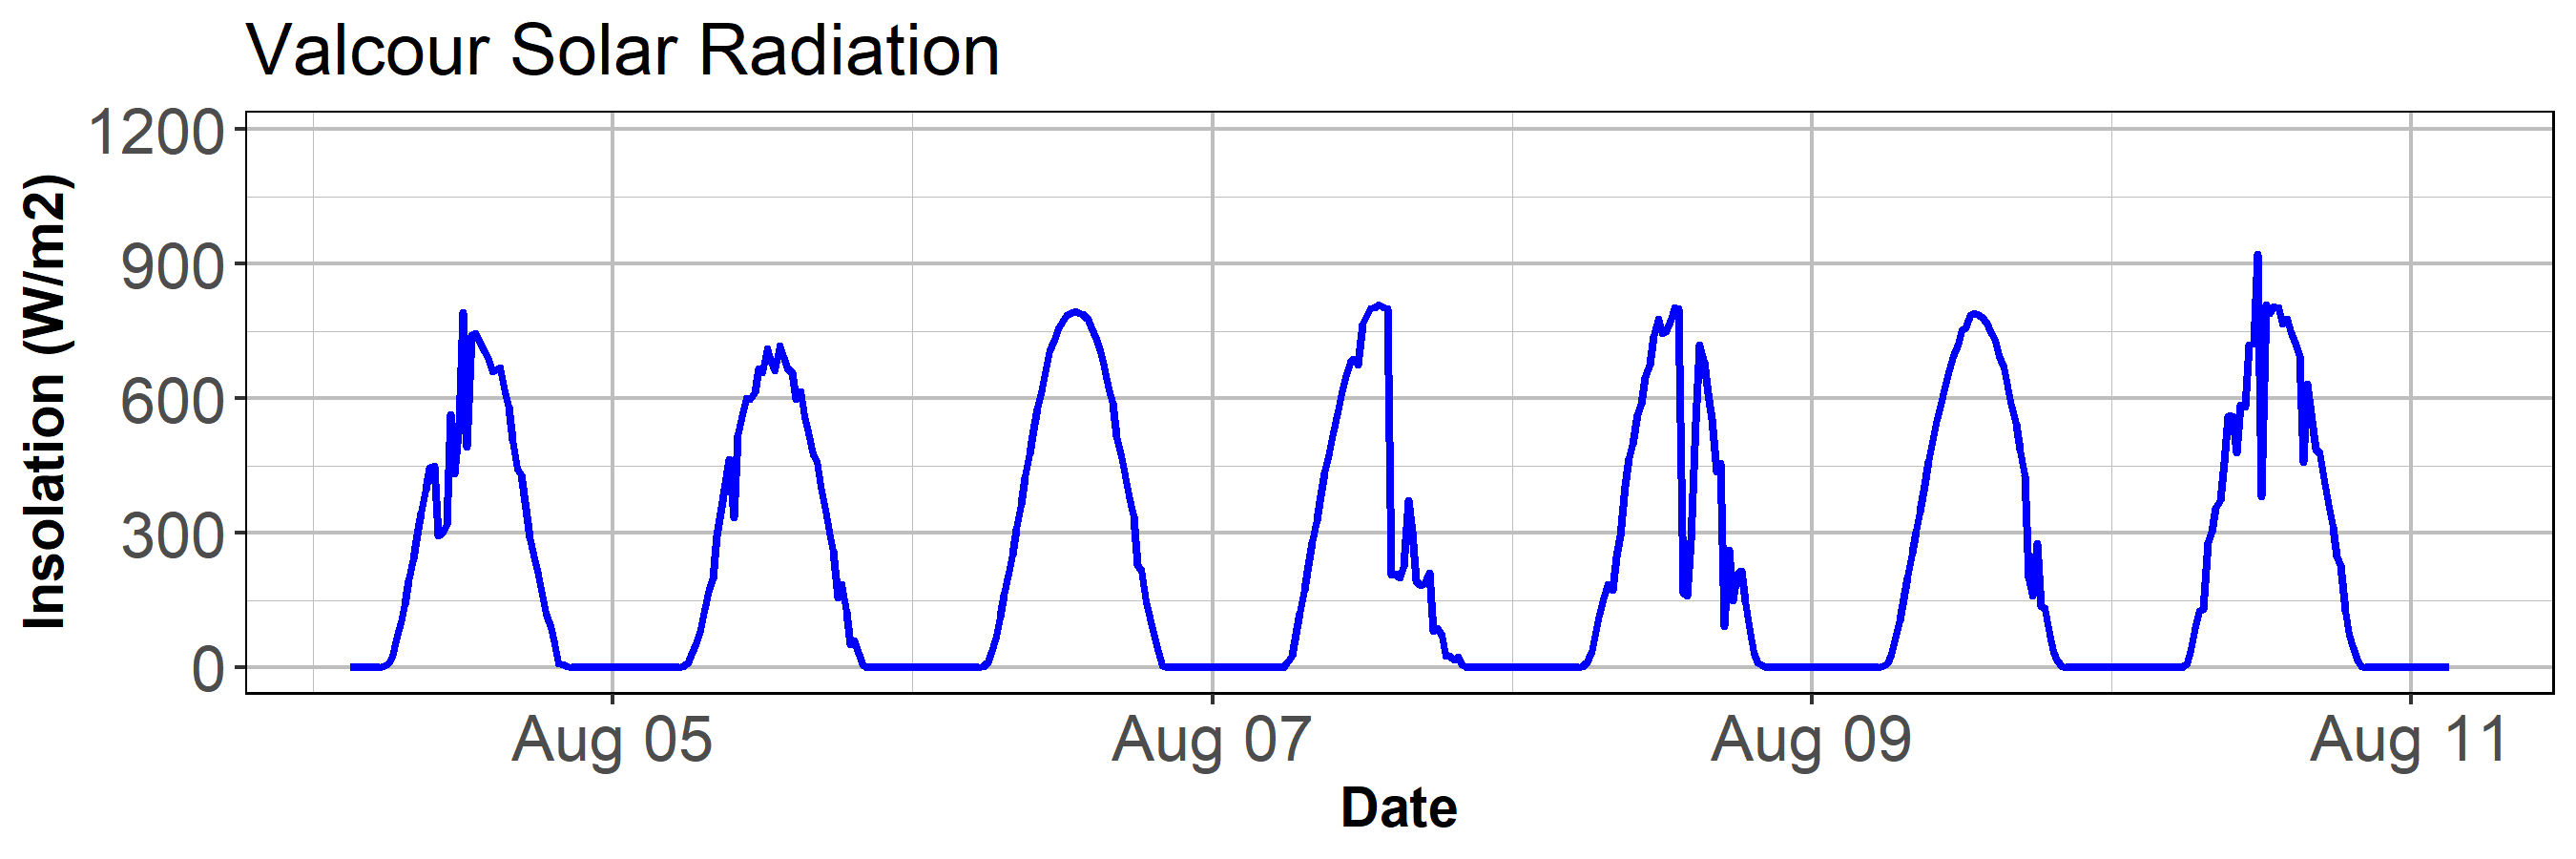 Valcour Solar Radiation
Insolation (W/m2)
1200
900
600
300
0
Aug 05
Aug 07
Aug 09
Aug 11
Date